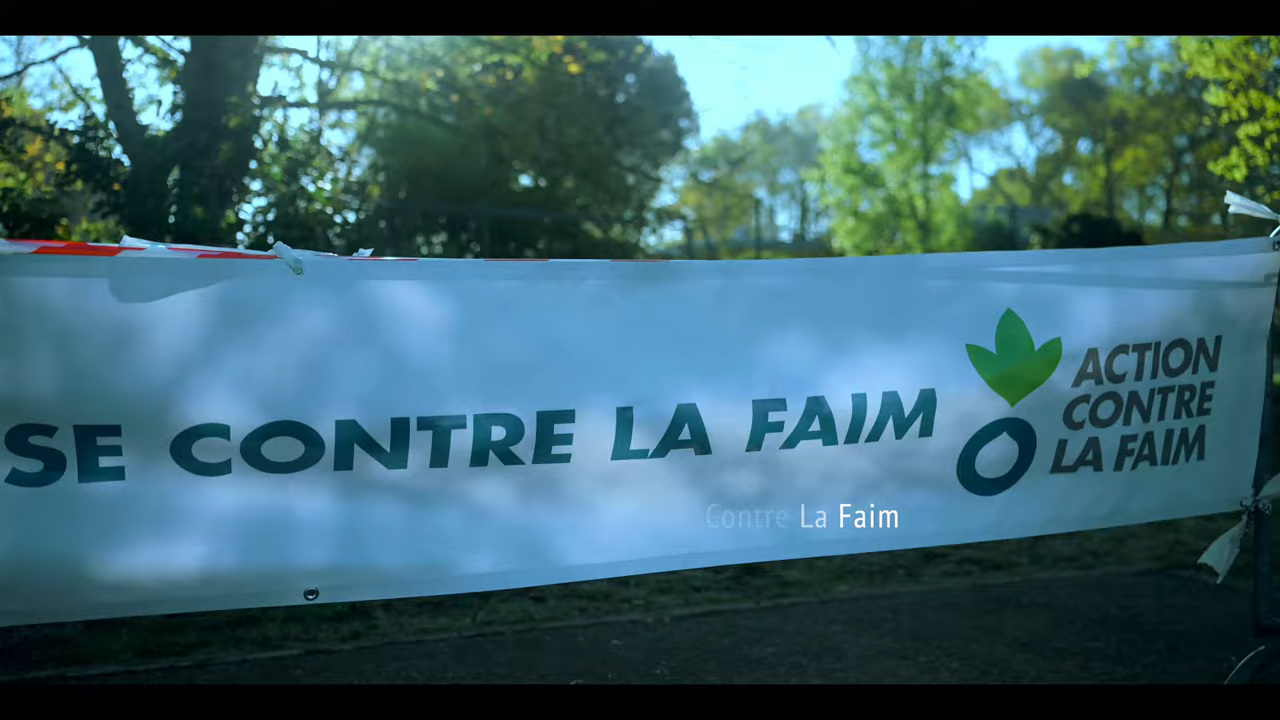 SE CONTRE LA FAIM
ACTION
CONTRE
LA FAIM
Contre La Faim